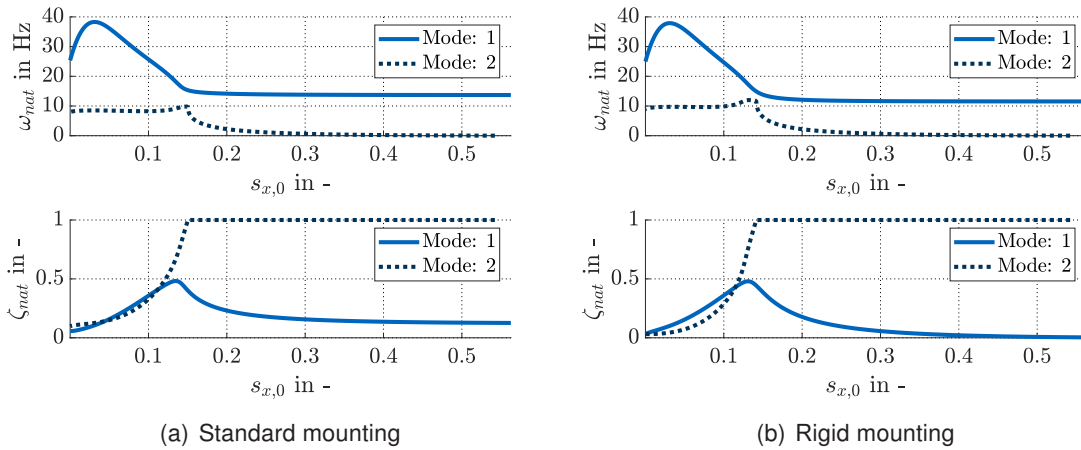 40
30
20
10
0
ω_nat in Hz
0.1 0.2 0.3 0.4 0.5
s_x,0 in -
Mode: 1
Mode: 2
1
0.5
0
ζ_nat in -
0.1 0.2 0.3 0.4 0.5
s_x,0 in -
Mode: 1
Mode: 2
(a) Standard mounting
40
30
20
10
0
ω_nat in Hz
0.1 0.2 0.3 0.4 0.5
s_x,0 in -
Mode: 1
Mode: 2
1
0.5
0
ζ_nat in -
0.1 0.2 0.3 0.4 0.5
s_x,0 in -
Mode: 1
Mode: 2
(b) Rigid mounting